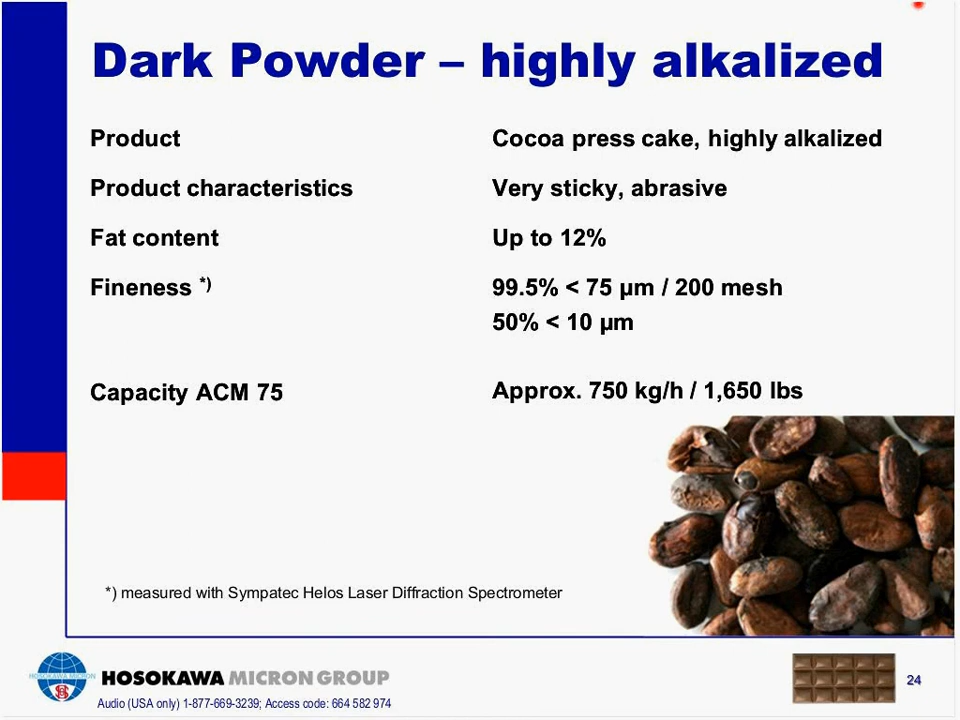 Dark Powder – highly alkalized
Product Cocoa press cake, highly alkalized
Product characteristics Very sticky, abrasive
Fat content Up to 12%
Fineness *) 99.5% < 75 µm / 200 mesh
50% < 10 µm
Capacity ACM 75 Approx. 750 kg/h / 1,650 lbs
*) measured with Sympatec Helos Laser Diffraction Spectrometer
HOSOKAWA MICRON
HOSOKAWA MICRON GROUP
24
Audio (USA only) 1-877-669-3239; Access code: 664 582 974